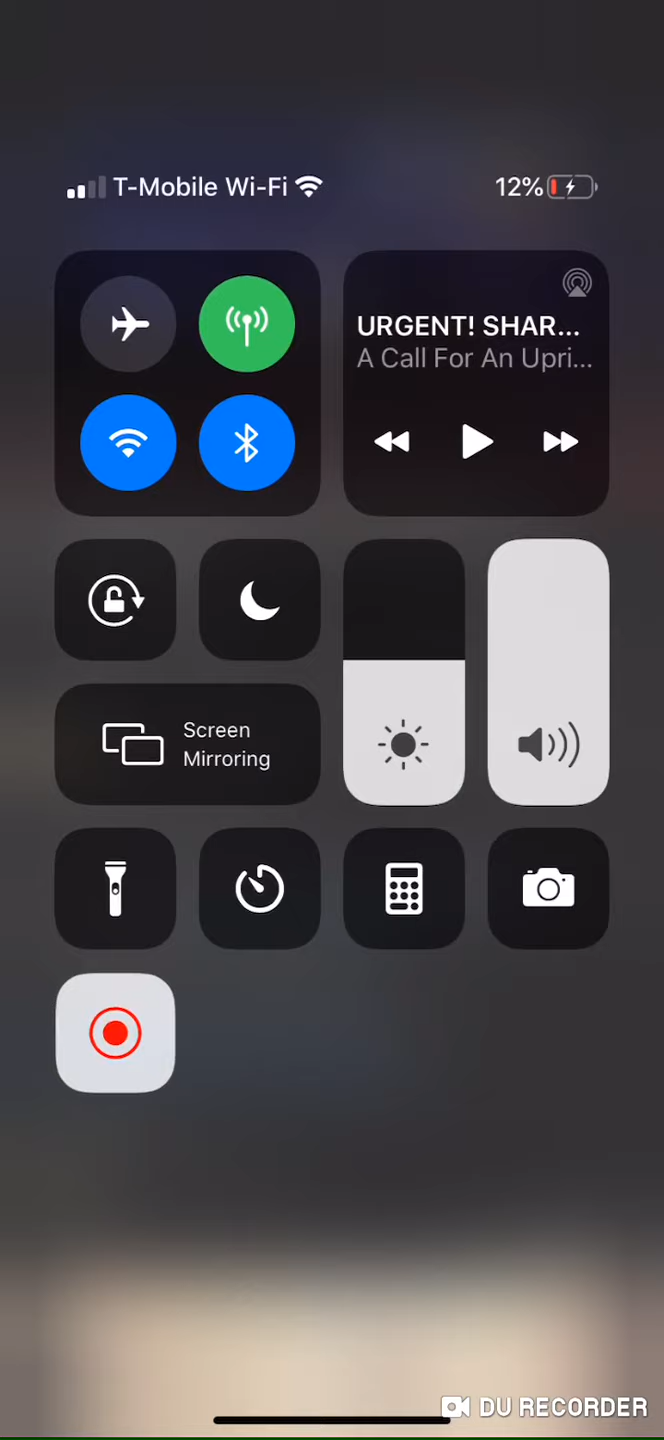 T-Mobile Wi-Fi 12%
URGENT! SHAR...
A Call For An Upri...
Screen
Mirroring
DU RECORDER